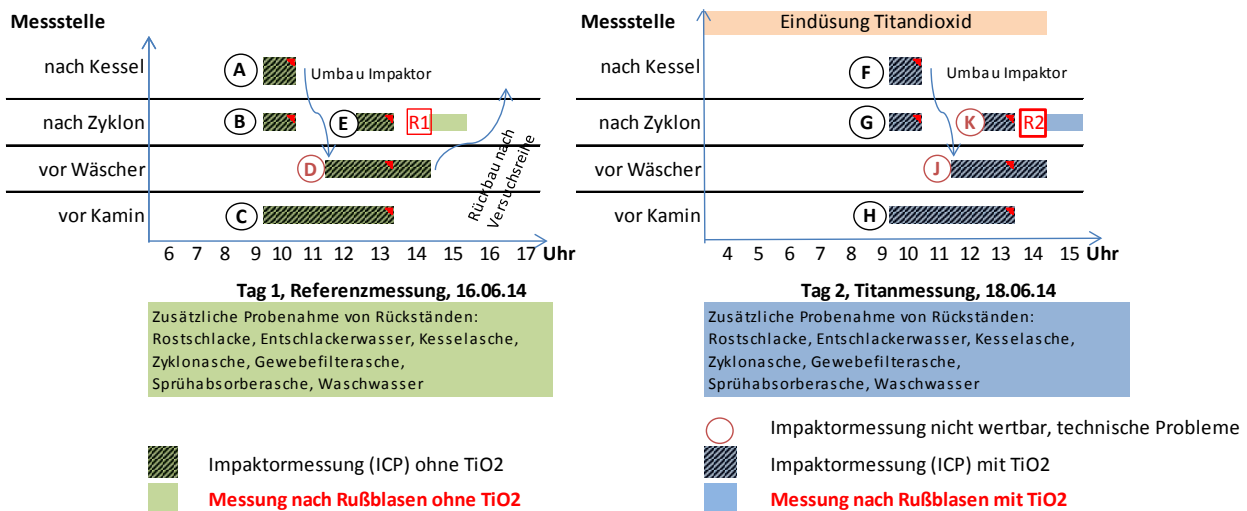 Messstelle
nach Kessel
A
Umbau Impaktor
nach Zyklon
B
E
R1
vor Wäscher
D
Rückbau nach
Versuchsreihe
vor Kamin
C
6 7 8 9 10 11 12 13 14 15 16 17 Uhr
Tag 1, Referenzmessung, 16.06.14
Zusätzliche Probenahme von Rückständen:
Rostschlacke, Entschlackerwasser, Kesselasche,
Zyklonasche, Gewebefilterasche,
Sprühabsorberasche, Waschwasser
Impaktormessung (ICP) ohne TiO2
Messung nach Rußblasen ohne TiO2
Messstelle
Eindüsung Titandioxid
nach Kessel
F
Umbau Impaktor
nach Zyklon
G
K
R2
vor Wäscher
J
vor Kamin
H
4 5 6 7 8 9 10 11 12 13 14 15 Uhr
Tag 2, Titanmessung, 18.06.14
Zusätzliche Probenahme von Rückständen:
Rostschlacke, Entschlackerwasser, Kesselasche,
Zyklonasche, Gewebefilterasche,
Sprühabsorberasche, Waschwasser
Impaktormessung nicht wertbar, technische Probleme
Impaktormessung (ICP) mit TiO2
Messung nach Rußblasen mit TiO2